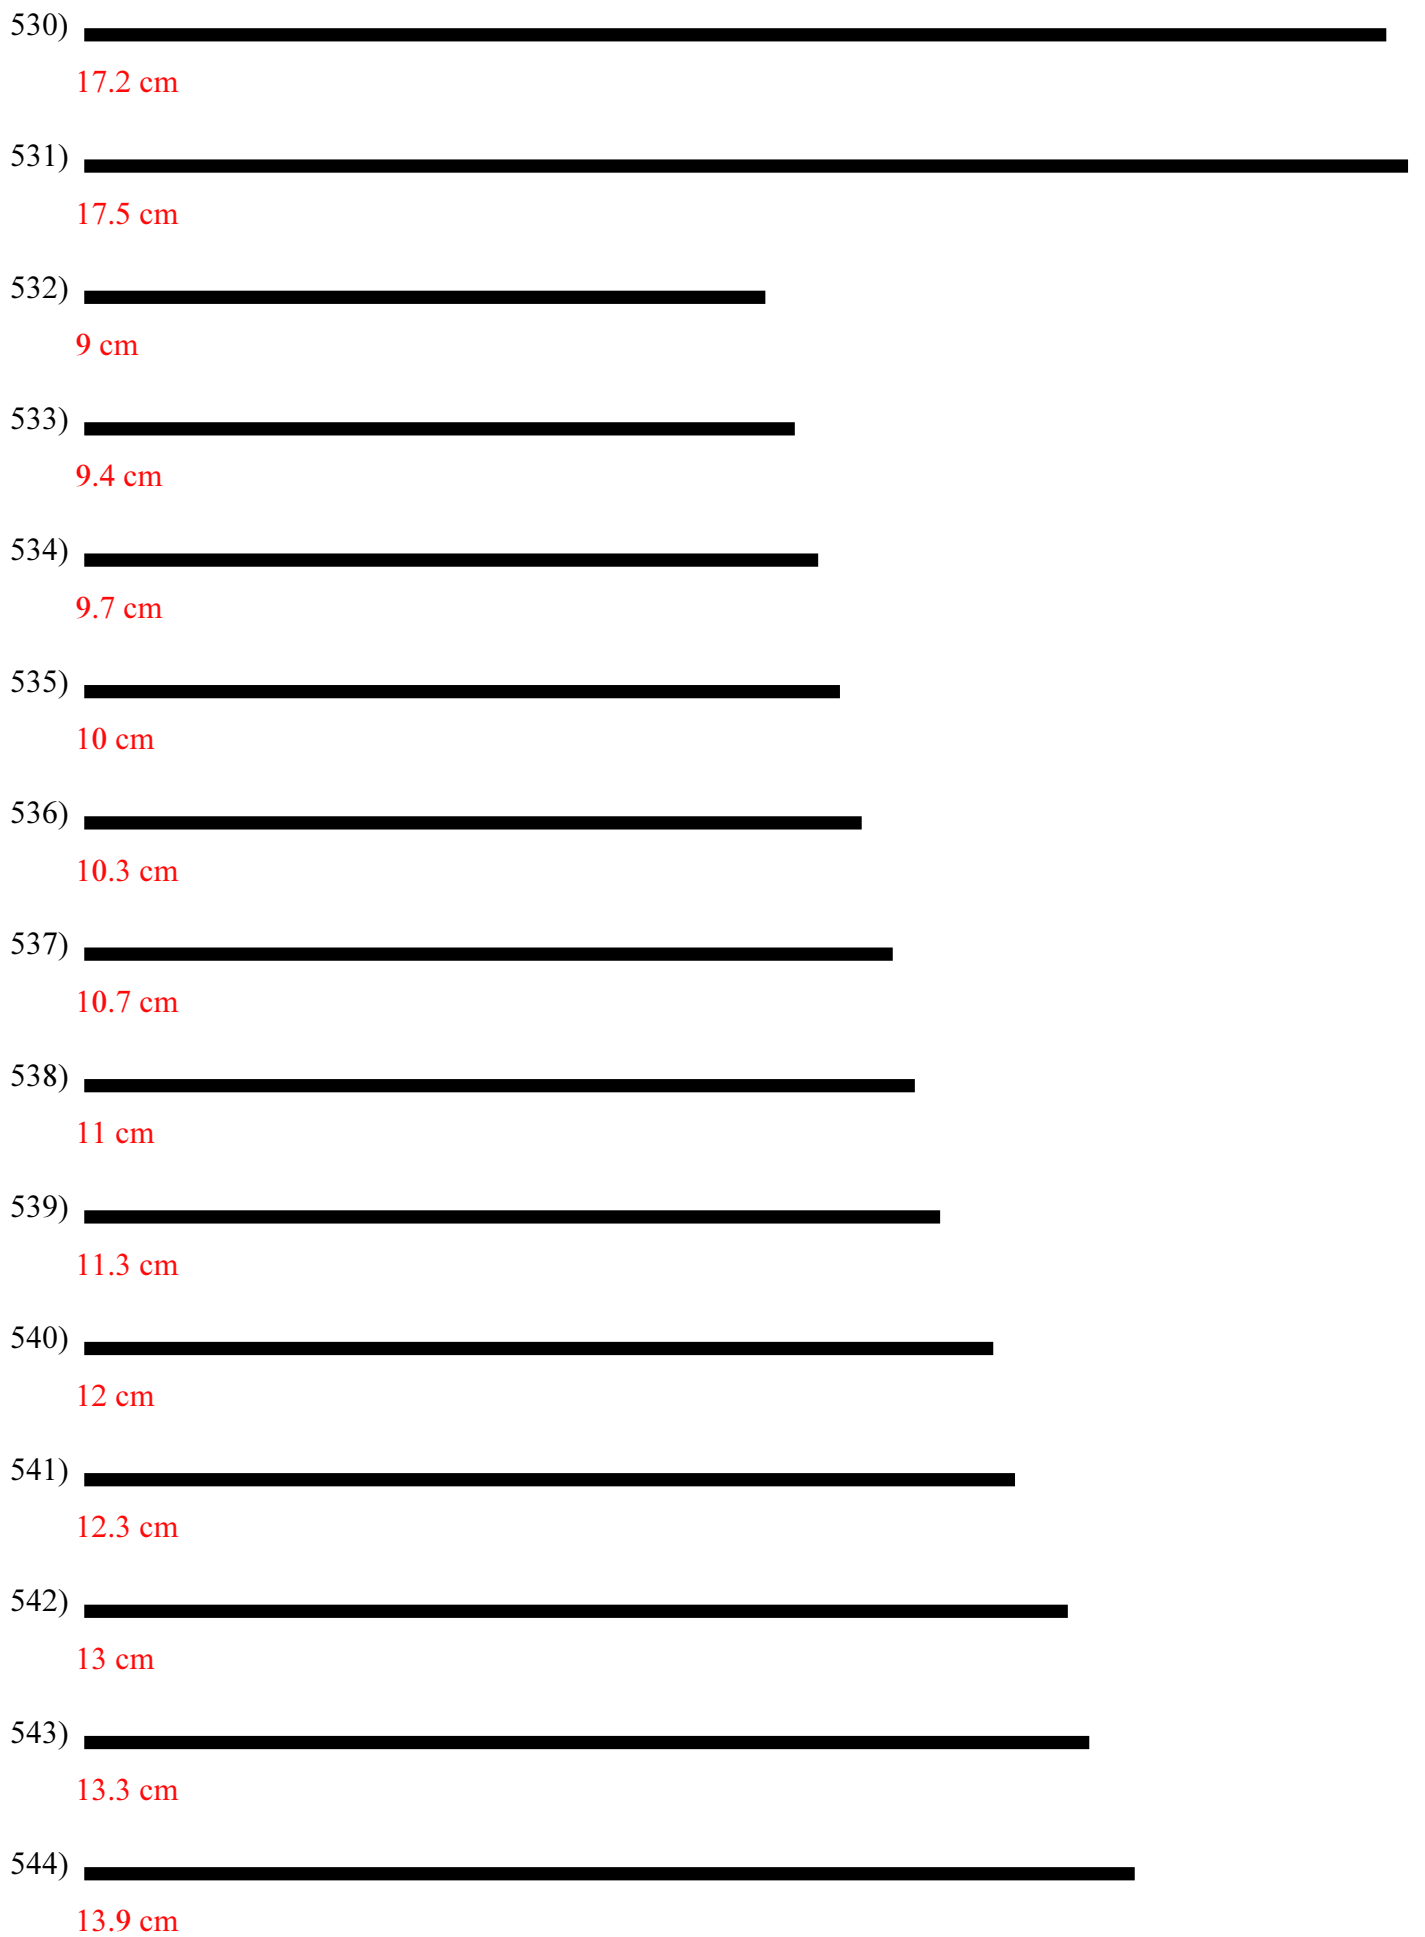 530)
17.2 cm
531)
17.5 cm
532)
9 cm
533)
9.4 cm
534)
9.7 cm
535)
10 cm
536)
10.3 cm
537)
10.7 cm
538)
11 cm
539)
11.3 cm
540)
12 cm
541)
12.3 cm
542)
13 cm
543)
13.3 cm
544)
13.9 cm